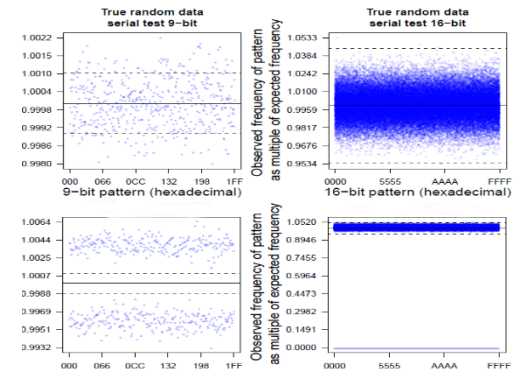 True random data
serial test 9-bit
1.0022
1.0015
1.0010
1.0004
0.9998
0.9992
0.9986
0.9980
000 066 0CC 132 198 1FF
9-bit pattern (hexadecimal)
True random data
serial test 16-bit
Observed frequency of pattern
as multiple of expected frequency
1.0533
1.0384
1.0242
1.0100
0.9959
0.9817
0.9676
0.9534
0000 5555 AAAA FFFF
16-bit pattern (hexadecimal)
1.0064
1.0044
1.0025
1.0007
0.9988
0.9969
0.9951
0.9932
000 066 0CC 132 198 1FF
Observed frequency of pattern
as multiple of expected frequency
1.0520
0.8946
0.7455
0.5964
0.4473
0.2982
0.1491
0.0000
0000 5555 AAAA FFFF